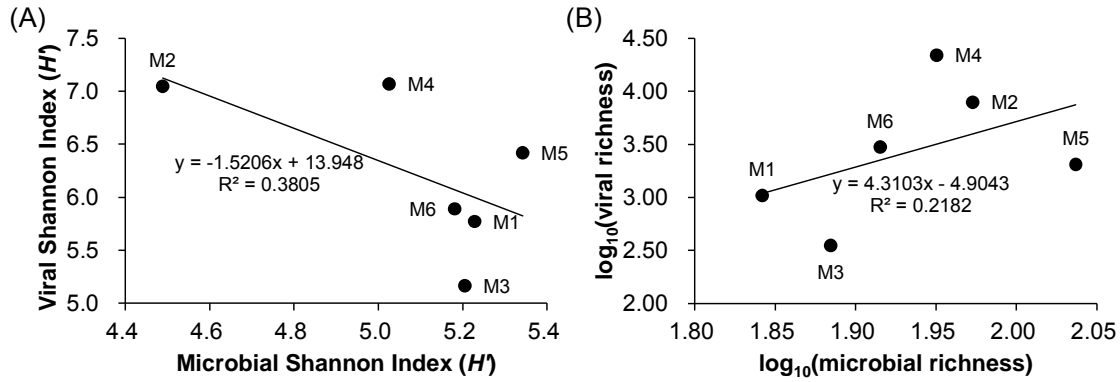 (A)
Viral Shannon Index (H')
7.5
7.0
6.5
6.0
5.5
5.0
M2
M4
M5
y = -1.5206x + 13.948
R² = 0.3805
M6
M1
M3
4.4
4.6
4.8
5.0
5.2
5.4
Microbial Shannon Index (H')
(B)
log₁₀(viral richness)
4.50
4.00
3.50
3.00
2.50
2.00
M4
M2
M6
M5
M1
y = 4.3103x - 4.9043
R² = 0.2182
M3
1.80
1.85
1.90
1.95
2.00
2.05
log₁₀(microbial richness)